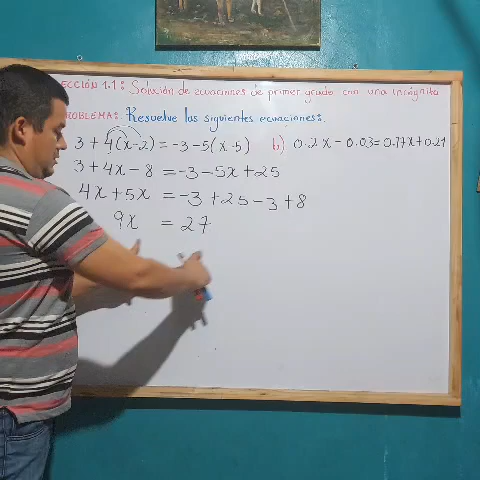 ECCIÓN 1.1: Solución de ecuaciones de primer grado con una incógnita
ROBLEMA: Resuelve las siguientes ecuaciones:
3 + 4(x-2) = -3 - 5(x-5) b) 0.2x - 0.03 = 0.77x + 0.21
3 + 4x - 8 = -3 - 5x + 25
4x + 5x = -3 + 25 - 3 + 8
9x = 27